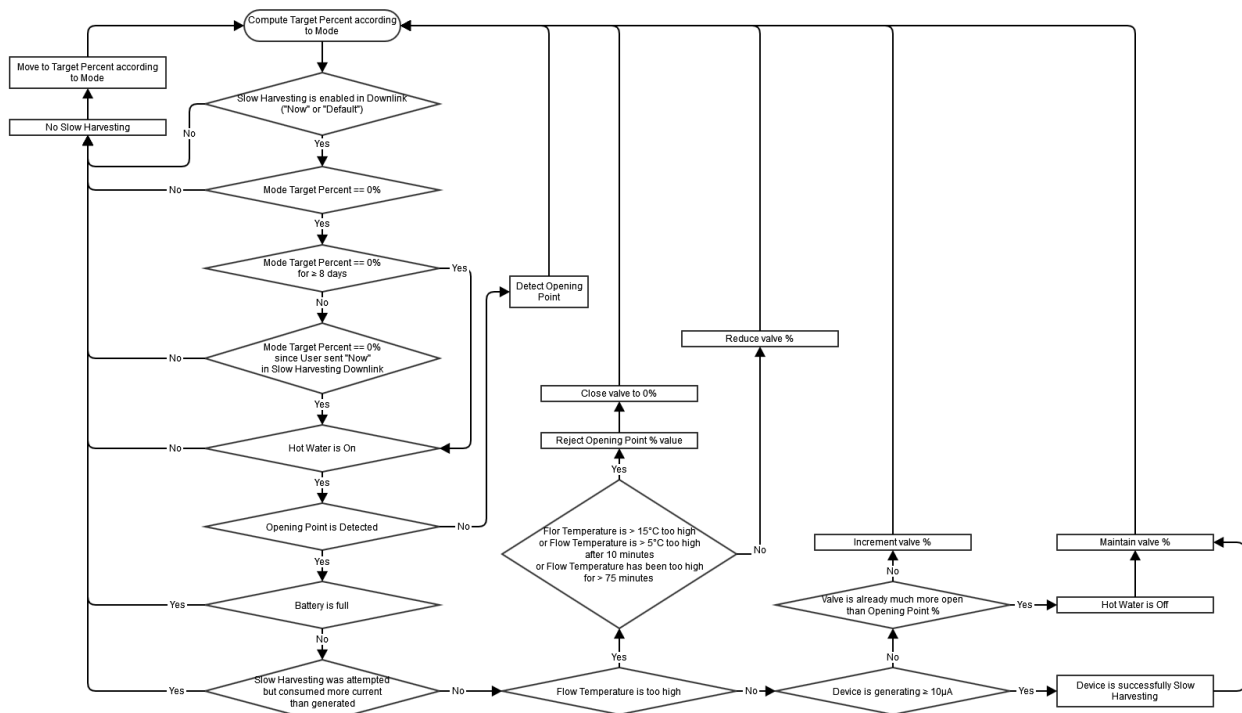 Compute Target Percent according
to Mode
Move to Target Percent according
to Mode
Slow Harvesting is enabled in Downlink
("Now" or "Default")
No Slow Harvesting
No
Yes
Mode Target Percent == 0%
No
Yes
Mode Target Percent == 0%
for ≥ 8 days
Yes
No
Detect Opening
Point
Mode Target Percent == 0%
since User sent "Now"
in Slow Harvesting Downlink
No
Yes
Reduce valve %
Close valve to 0%
Reject Opening Point % value
Hot Water is On
No
Yes
Yes
Opening Point is Detected
No
Yes
Flor Temperature is > 15°C too high
or Flow Temperature is > 5°C too high
after 10 minutes
or Flow Temperature has been too high
for > 75 minutes
No
Increment valve %
Maintain valve %
No
Battery is full
Yes
No
Valve is already much more open
than Opening Point %
Yes
Hot Water is Off
Yes
No
Slow Harvesting was attempted
but consumed more current
than generated
Yes
No
Flow Temperature is too high
No
Device is generating ≥ 10µA
Yes
Device is successfully Slow
Harvesting